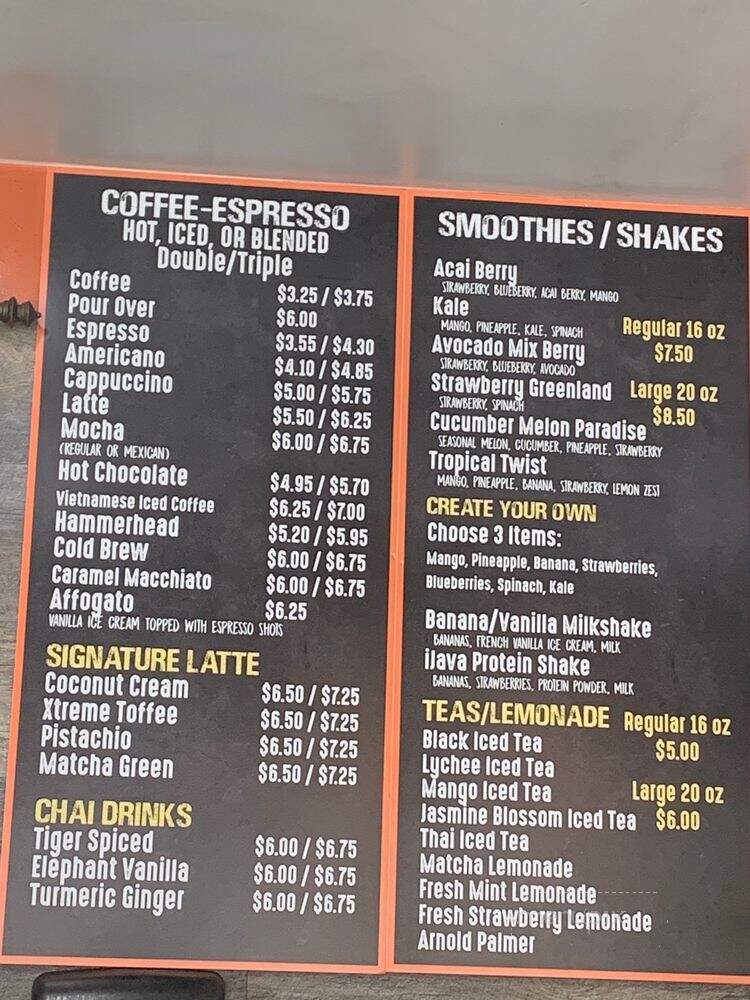 COFFEE-ESPRESSO
HOT, ICED, OR BLENDED
Double/Triple
Coffee $3.25 / $3.75
Pour Over $6.00
Espresso $3.55 / $4.30
Americano $4.10 / $4.85
Cappuccino $5.00 / $5.75
Latte $5.50 / $6.25
Mocha $6.00 / $6.75
(REGULAR OR MEXICAN)
Hot Chocolate $4.95 / $5.70
Vietnamese Iced Coffee $6.25 / $7.00
Hammerhead $5.20 / $5.95
Cold Brew $6.00 / $6.75
Caramel Macchiato $6.00 / $6.75
Affogato $6.25
VANILLA ICE CREAM TOPPED WITH ESPRESSO SHOTS
SIGNATURE LATTE
Coconut Cream $6.50 / $7.25
Xtreme Toffee $6.50 / $7.25
Pistachio $6.50 / $7.25
Matcha Green $6.50 / $7.25
CHAI DRINKS
Tiger Spiced $6.00 / $6.75
Elephant Vanilla $6.00 / $6.75
Turmeric Ginger $6.00 / $6.75
SMOOTHIES / SHAKES
Acai Berry
STRAWBERRY, BLUEBERRY, ACAI BERRY, MANGO
Kale
MANGO, PINEAPPLE, KALE, SPINACH
Regular 16 oz
Avocado Mix Berry $7.50
STRAWBERRY, BLUEBERRY, AVOCADO
Strawberry Greenland Large 20 oz
STRAWBERRY, SPINACH
$8.50
Cucumber Melon Paradise
SEASONAL MELON, CUCUMBER, PINEAPPLE, STRAWBERRY
Tropical Twist
MANGO, PINEAPPLE, BANANA, STRAWBERRY, LEMON ZEST
CREATE YOUR OWN
Choose 3 Items:
Mango, Pineapple, Banana, Strawberries,
Blueberries, Spinach, Kale
Banana/Vanilla Milkshake
BANANAS, FRENCH VANILLA ICE CREAM, MILK
iJava Protein Shake
BANANAS, STRAWBERRIES, PROTEIN POWDER, MILK
TEAS/LEMONADE Regular 16 oz
Black Iced Tea $5.00
Lychee Iced Tea
Mango Iced Tea Large 20 oz
Jasmine Blossom Iced Tea $6.00
Thai Iced Tea
Matcha Lemonade
Fresh Mint Lemonade
Fresh Strawberry Lemonade
Arnold Palmer